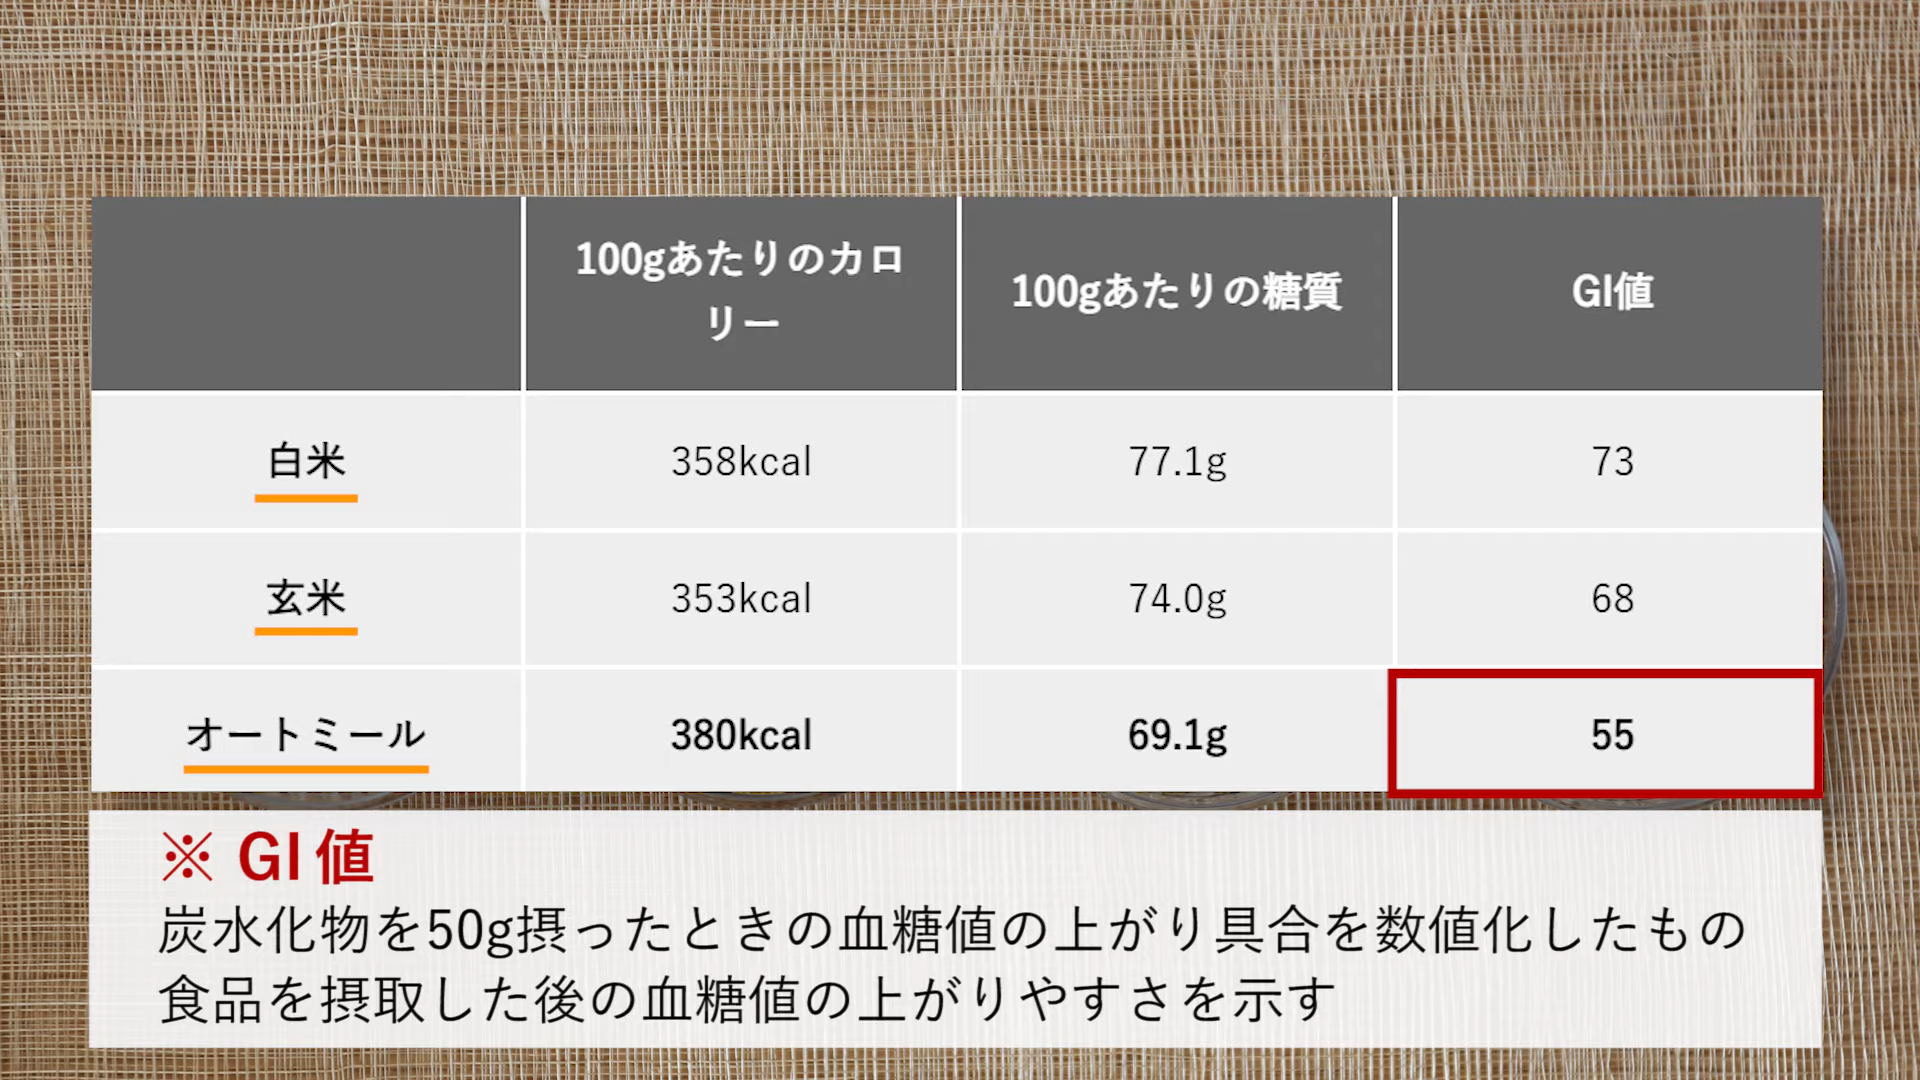 100gあたりのカロ
リー
100gあたりの糖質
GI値
白米
358kcal
77.1g
73
玄米
353kcal
74.0g
68
オートミール
380kcal
69.1g
55
※ GI値
炭水化物を50g摂ったときの血糖値の上がり具合を数値化したもの
食品を摂取した後の血糖値の上がりやすさを示す